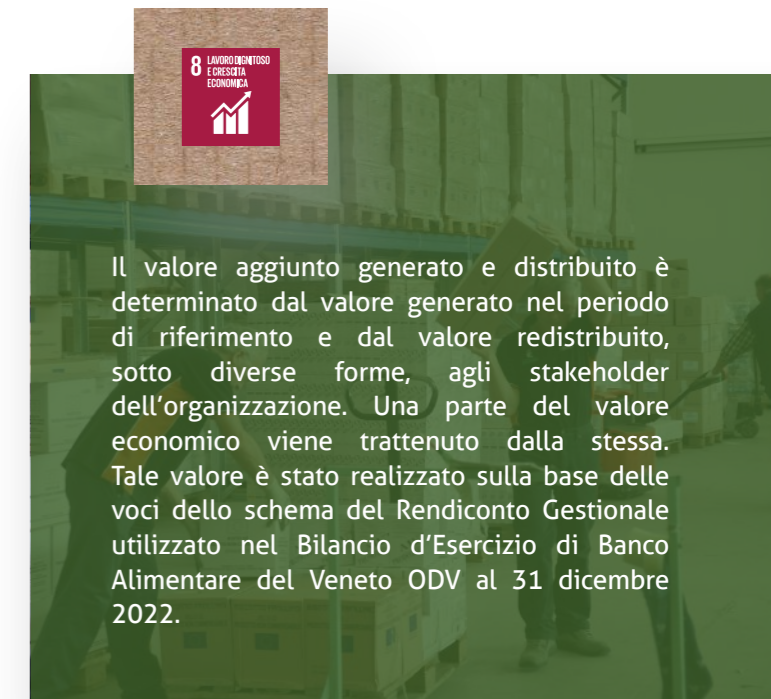 8 LAVORO DIGNITOSO
E CRESCITA
ECONOMICA
Il valore aggiunto generato e distribuito è
determinato dal valore generato nel periodo
di riferimento e dal valore redistribuito,
sotto diverse forme, agli stakeholder
dell'organizzazione. Una parte del valore
economico viene trattenuto dalla stessa.
Tale valore è stato realizzato sulla base delle
voci dello schema del Rendiconto Gestionale
utilizzato nel Bilancio d'Esercizio di Banco
Alimentare del Veneto ODV al 31 dicembre
2022.